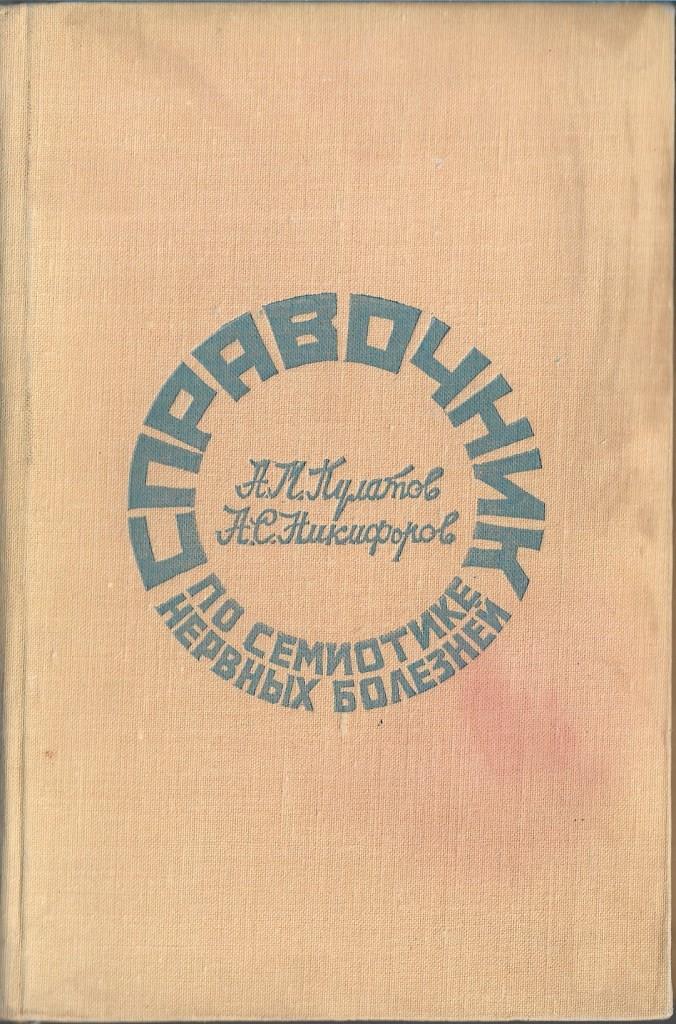 СПРАВОЧНИК
А.М.Пулатов
А.С.Никифоров
ПО СЕМИОТИКЕ
НЕРВНЫХ БОЛЕЗНЕЙ